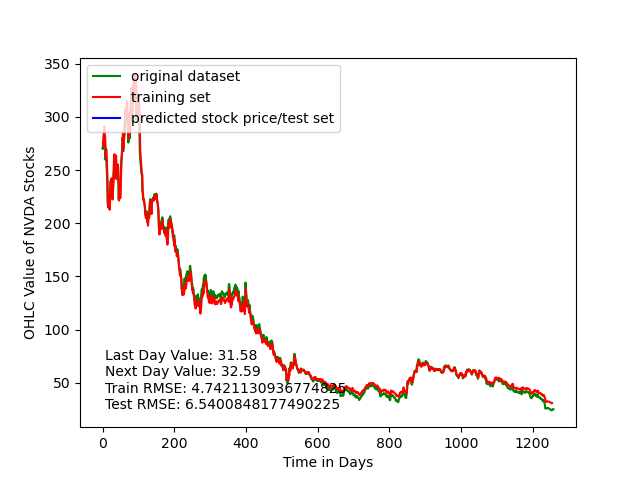 350
300
250
200
150
100
50
OHLC Value of NVDA Stocks
original dataset
training set
predicted stock price/test set
Last Day Value: 31.58
Next Day Value: 32.59
Train RMSE: 4.7421130936774825
Test RMSE: 6.5400848177490225
0 200 400 600 800 1000 1200
Time in Days